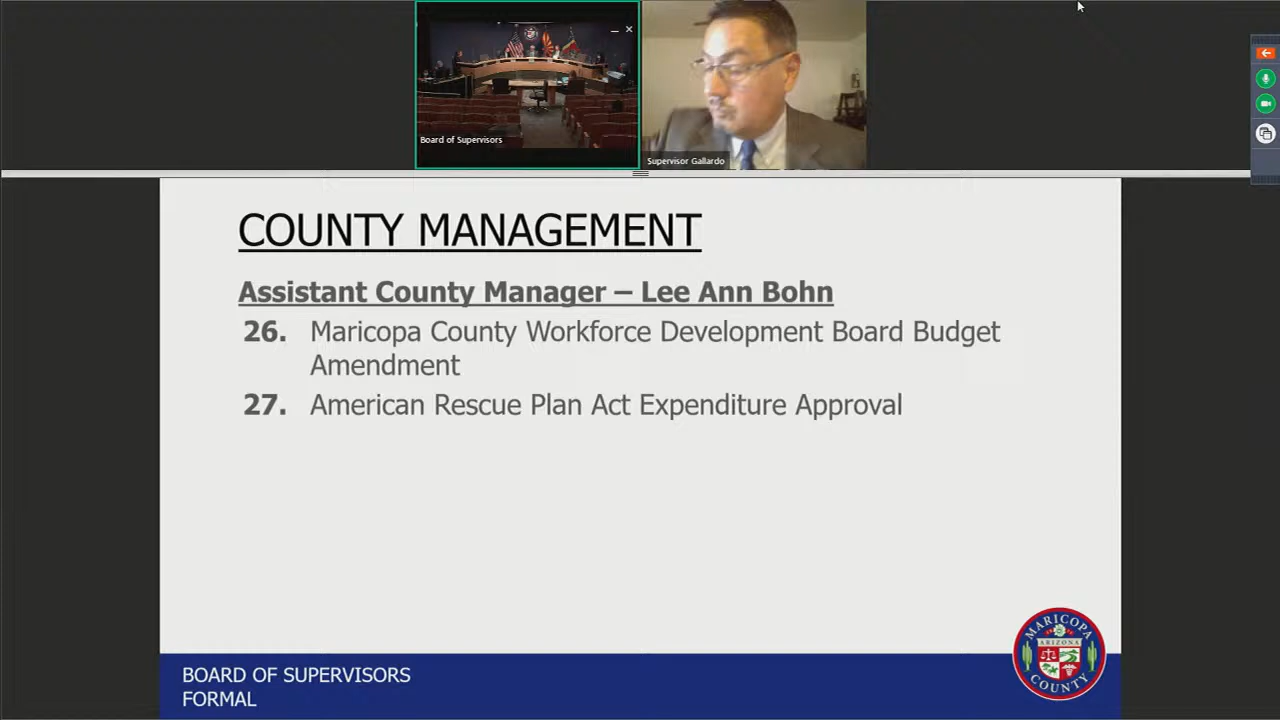 Board of Supervisors
Supervisor Gallardo
COUNTY MANAGEMENT
Assistant County Manager – Lee Ann Bohn
26. Maricopa County Workforce Development Board Budget
Amendment
27. American Rescue Plan Act Expenditure Approval
BOARD OF SUPERVISORS
FORMAL
MARICOPA
ARIZONA
COUNTY